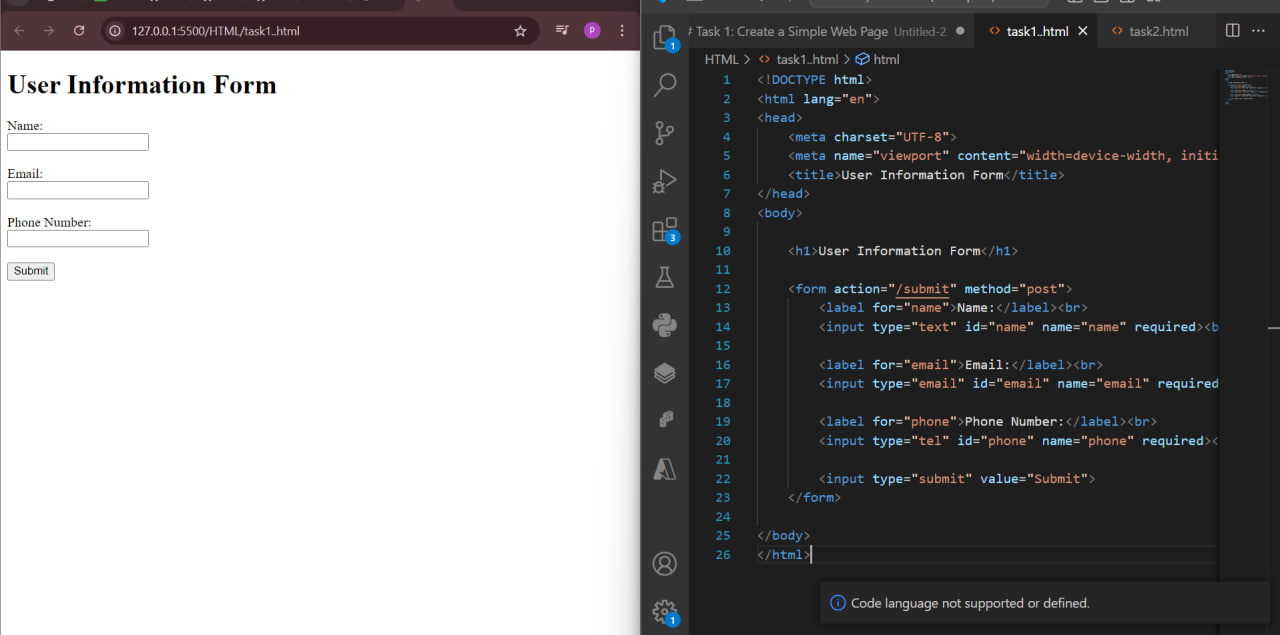 127.0.0.1:5500/HTML/task1..html
P
User Information Form
Name:
Email:
Phone Number:
Submit
# Task 1: Create a Simple Web Page Untitled-2
<> task1..html
<> task2.html
HTML > <> task1..html > html
1 <!DOCTYPE html>
2 <html lang="en">
3 <head>
4 <meta charset="UTF-8">
5 <meta name="viewport" content="width=device-width, initi
6 <title>User Information Form</title>
7 </head>
8 <body>
9
10 <h1>User Information Form</h1>
11
12 <form action="/submit" method="post">
13 <label for="name">Name:</label><br>
14 <input type="text" id="name" name="name" required><b
15
16 <label for="email">Email:</label><br>
17 <input type="email" id="email" name="email" required
18
19 <label for="phone">Phone Number:</label><br>
20 <input type="tel" id="phone" name="phone" required><
21
22 <input type="submit" value="Submit">
23 </form>
24
25 </body>
26 </html>
1
3
1
Code language not supported or defined.